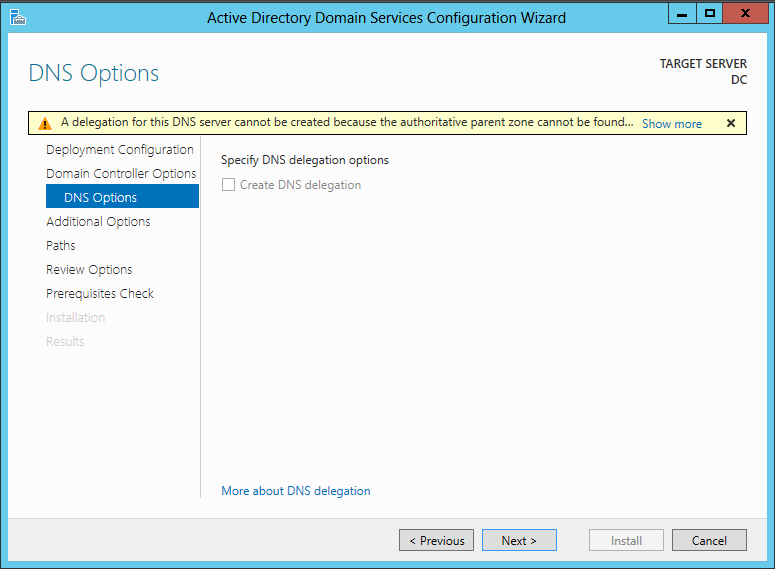 Active Directory Domain Services Configuration Wizard
DNS Options
TARGET SERVER
DC
A delegation for this DNS server cannot be created because the authoritative parent zone cannot be found... Show more
Deployment Configuration
Domain Controller Options
DNS Options
Additional Options
Paths
Review Options
Prerequisites Check
Installation
Results
Specify DNS delegation options
Create DNS delegation
More about DNS delegation
< Previous
Next >
Install
Cancel